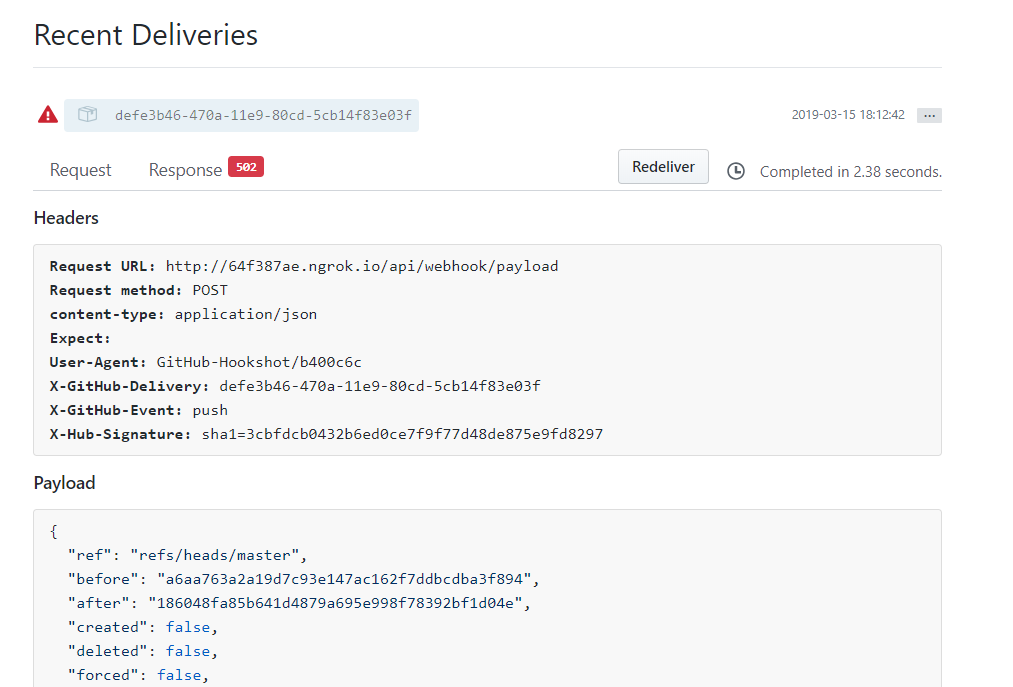 Recent Deliveries
defe3b46-470a-11e9-80cd-5cb14f83e03f 2019-03-15 18:12:42 ...
Request Response 502 Redeliver Completed in 2.38 seconds.
Headers
Request URL: http://64f387ae.ngrok.io/api/webhook/payload
Request method: POST
content-type: application/json
Expect:
User-Agent: GitHub-Hookshot/b400c6c
X-GitHub-Delivery: defe3b46-470a-11e9-80cd-5cb14f83e03f
X-GitHub-Event: push
X-Hub-Signature: sha1=3cbfdcb0432b6ed0ce7f9f77d48de875e9fd8297
Payload
{
"ref": "refs/heads/master",
"before": "a6aa763a2a19d7c93e147ac162f7ddbcdba3f894",
"after": "186048fa85b641d4879a695e998f78392bf1d04e",
"created": false,
"deleted": false,
"forced": false,